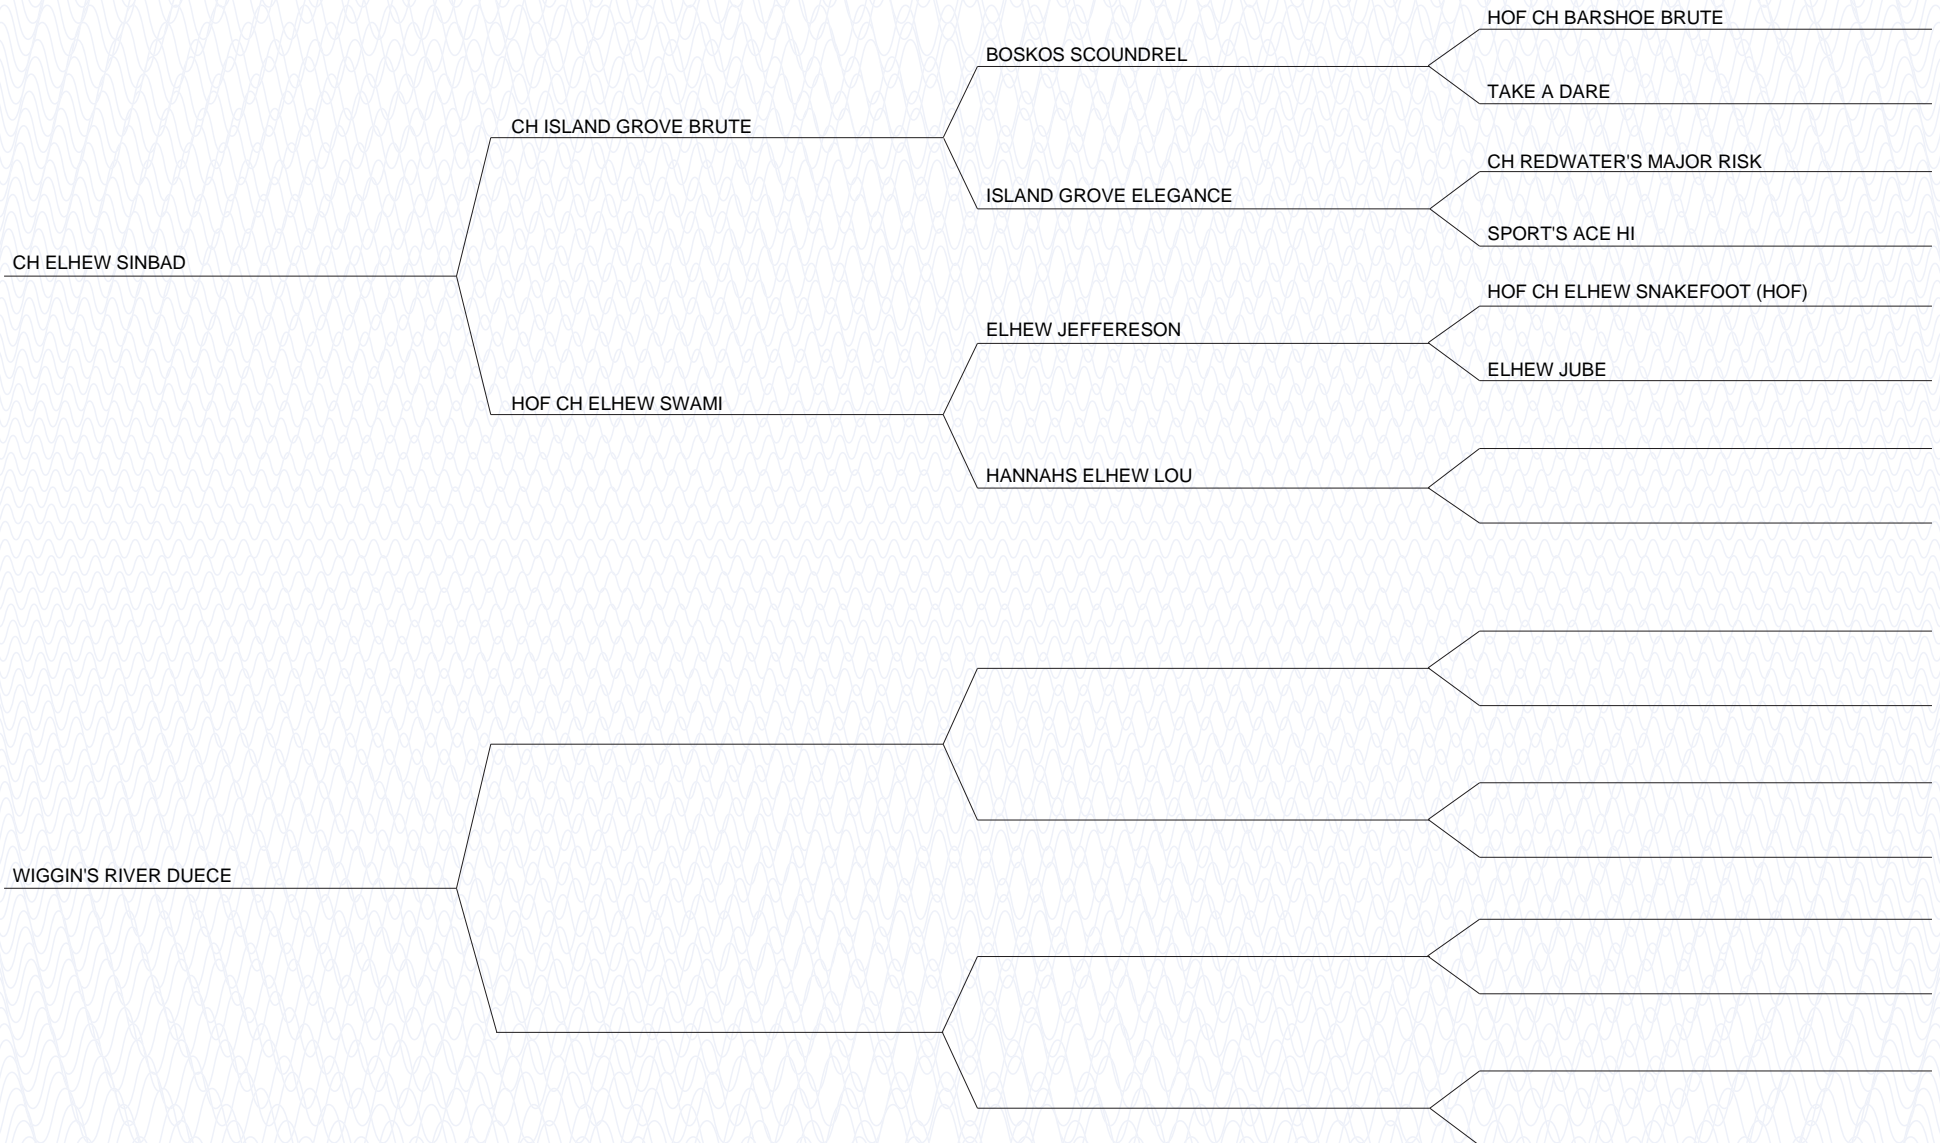 HOF CH BARSHOE BRUTE
BOSKOS SCOUNDREL
TAKE A DARE
CH ISLAND GROVE BRUTE
CH REDWATER'S MAJOR RISK
ISLAND GROVE ELEGANCE
SPORT'S ACE HI
CH ELHEW SINBAD
HOF CH ELHEW SNAKEFOOT (HOF)
ELHEW JEFFERESON
ELHEW JUBE
HOF CH ELHEW SWAMI
HANNAHS ELHEW LOU
WIGGIN'S RIVER DUECE